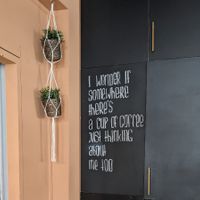 I WONDER IF
SOMEWHERE
THERE'S
A CUP OF COFFEE
JUST THINKING
ABOUT
ME TOO